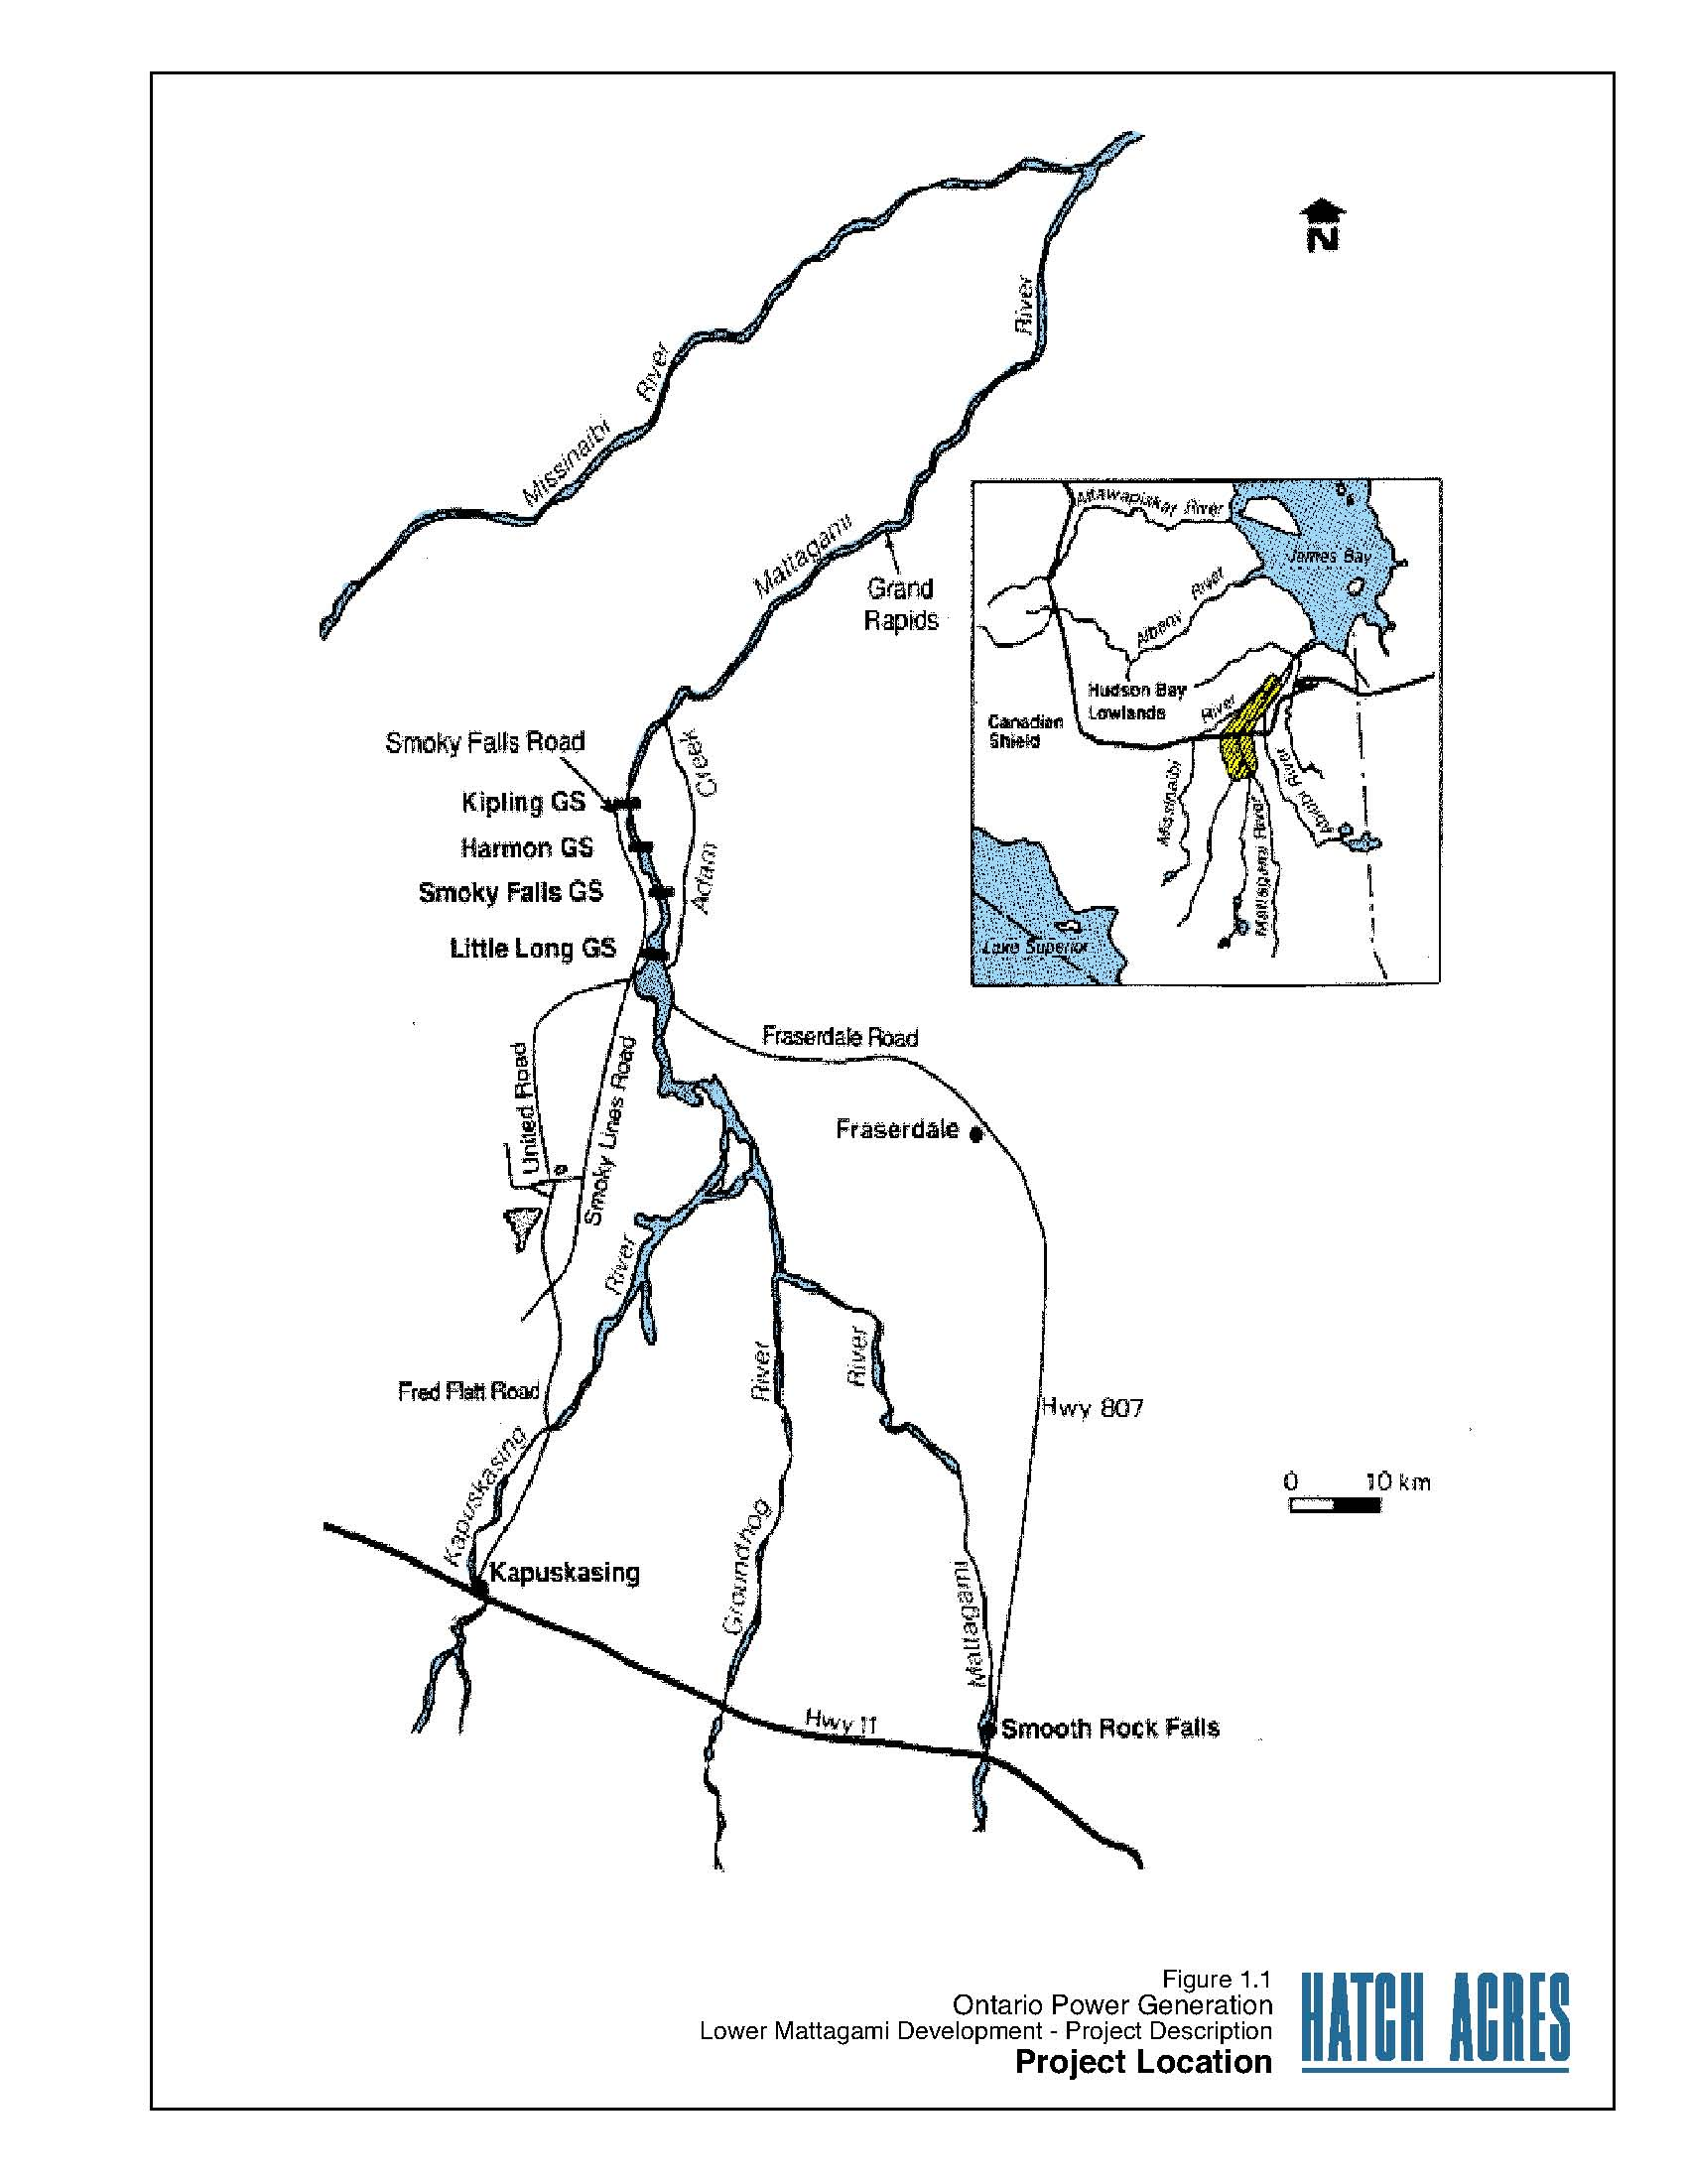 N
River
River
Missinaibi
Mattagami
Grand
Rapids
Attawapiskat River
James Bay
River
Albany
Hudson Bay
Lowlands
River
Canadian
Shield
Missinaibi
Mattagami River
Abitibi River
Lake Superior
Smoky Falls Road
Creek
Kipling GS
Harmon GS
Adam
Smoky Falls GS
Little Long GS
Fraserdale Road
United Road
Smoky Lines Road
Fraserdale
River
River
River
Fred Flatt Road
Hwy 807
Kapuskasing
0 10 km
Groundhog
Mattagami
Kapuskasing
Hwy 11
Smooth Rock Falls
Figure 1.1
Ontario Power Generation
Lower Mattagami Development - Project Description
Project Location
HATCH ACRES